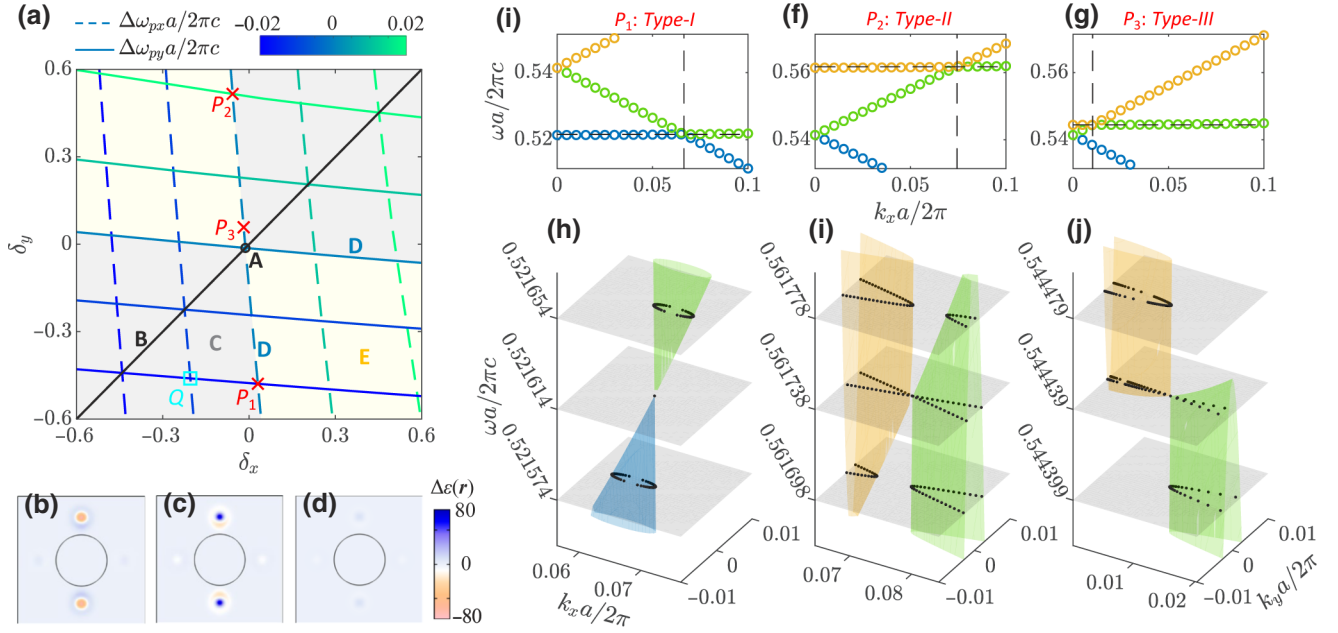 (a)
Δω_px a/2πc
Δω_py a/2πc
−0.02 0 0.02
0.6
0.3
0
−0.3
−0.6
δ_y
−0.6 −0.3 0 0.3 0.6
δ_x
P_2
P_3
A
D
B
C
D
E
Q
P_1
(b) (c) (d)
Δε(r)
80
0
−80
(i)
P_1: Type-I
ωa/2πc
0.54
0.52
0 0.05 0.1
(f)
P_2: Type-II
0.56
0.54
0 0.05 0.1
k_x a/2π
(g)
P_3: Type-III
0.56
0.54
0 0.05 0.1
(h)
ωa/2πc
0.521654
0.521614
0.521574
0.06 0.07
k_x a/2π
−0.01 0 0.01
(i)
0.561778
0.561738
0.561698
0.07 0.08
−0.01 0 0.01
(j)
0.544479
0.544439
0.544399
0.01 0.02
−0.01 0 0.01
k_y a/2π